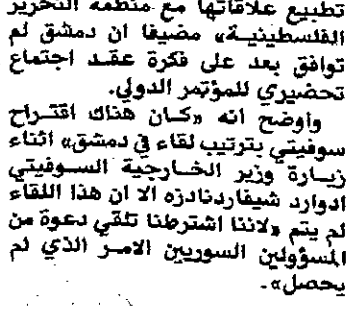 تطبيع علاقاتها مع منظمة التحرير
الفلسطينية» مضيفا ان دمشق لم
توافق بعد على فكرة عقد اجتماع
تحضيري للمؤتمر الدولي.
واوضح انه «كان هناك اقتراح
سوفيتي بترتيب لقاء في دمشق» اثناء
زيارة وزير الخارجية السوفيتي
ادوارد شيفاردنادزه الا ان هذا اللقاء
لم يتم «لاننا اشترطنا تلقي دعوة من
المسؤولين السوريين الامر الذي لم
يحصل».